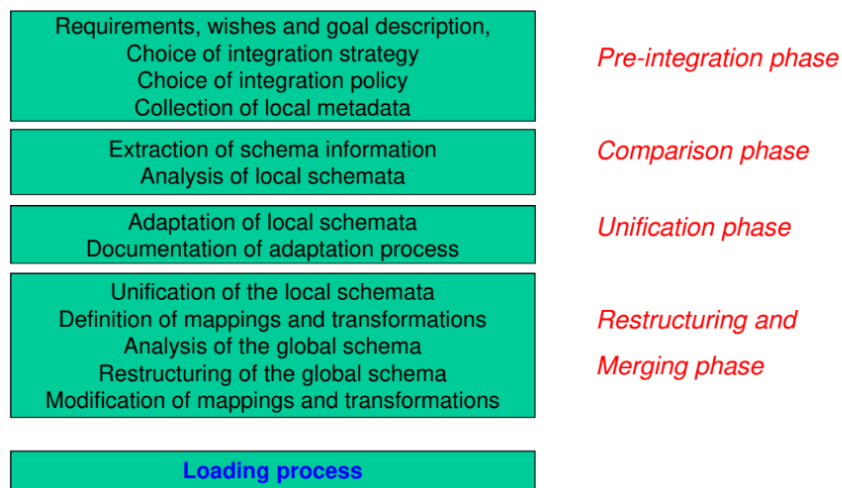 Requirements, wishes and goal description,
Choice of integration strategy
Choice of integration policy
Collection of local metadata
Pre-integration phase
Extraction of schema information
Analysis of local schemata
Comparison phase
Adaptation of local schemata
Documentation of adaptation process
Unification phase
Unification of the local schemata
Definition of mappings and transformations
Analysis of the global schema
Restructuring of the global schema
Modification of mappings and transformations
Restructuring and
Merging phase
Loading process